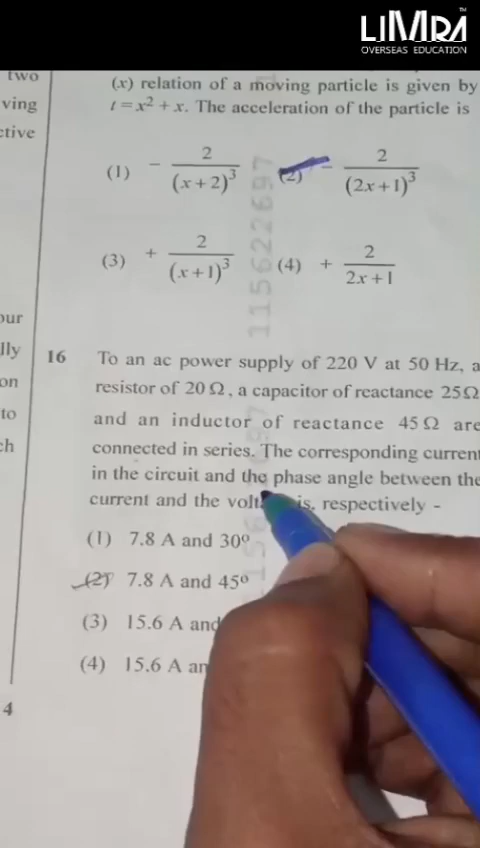 LIMRA
OVERSEAS EDUCATION
two
ving
ctive
(x) relation of a moving particle is given by
t = x² + x. The acceleration of the particle is
(1) − 2/(x+2)³ (2) − 2/(2x+1)³
(3) + 2/(x+1)³ (4) + 2/(2x+1)
our
lly
on
to
ch
16 To an ac power supply of 220 V at 50 Hz, a
resistor of 20 Ω, a capacitor of reactance 25Ω
and an inductor of reactance 45 Ω are
connected in series. The corresponding current
in the circuit and the phase angle between the
current and the volt is, respectively -
(1) 7.8 A and 30°
(2) 7.8 A and 45°
(3) 15.6 A and
(4) 15.6 A an
4
115622697